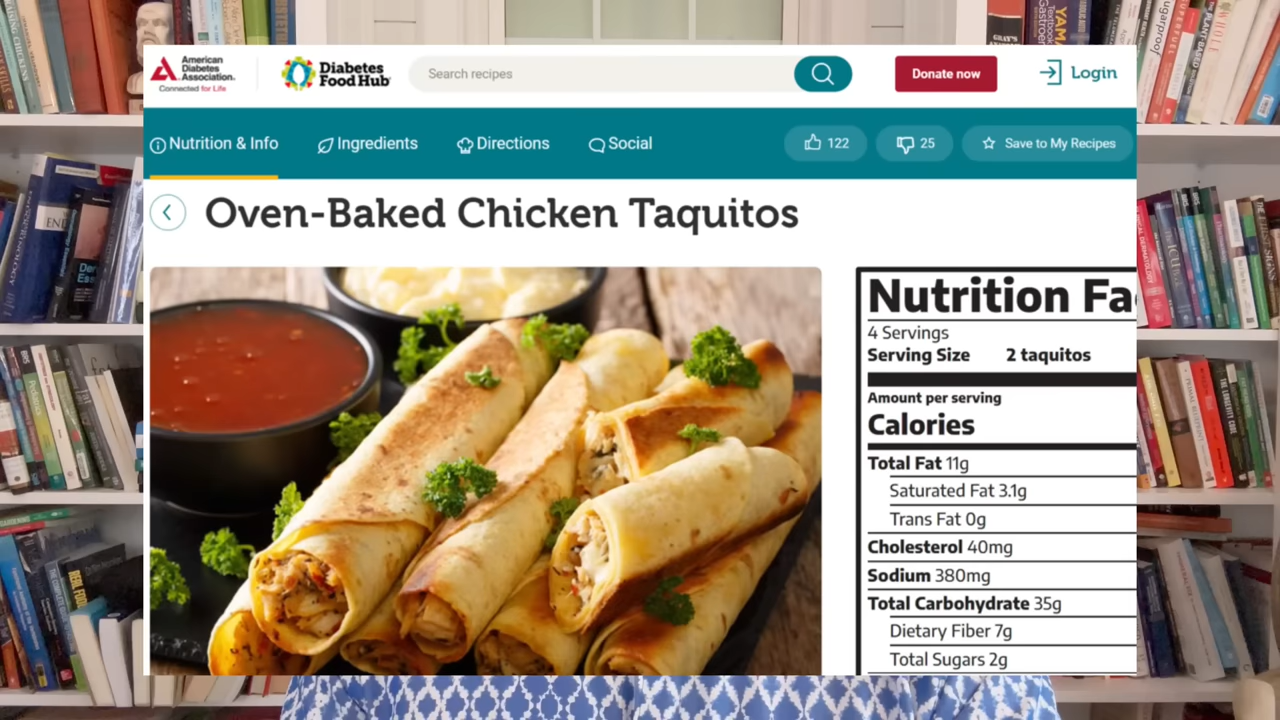 American
Diabetes
Association.
Connected for Life
Diabetes
Food Hub
Search recipes
Donate now
Login
Nutrition & Info
Ingredients
Directions
Social
122
25
Save to My Recipes
Oven-Baked Chicken Taquitos
Nutrition Fa
4 Servings
Serving Size 2 taquitos
Amount per serving
Calories
Total Fat 11g
Saturated Fat 3.1g
Trans Fat 0g
Cholesterol 40mg
Sodium 380mg
Total Carbohydrate 35g
Dietary Fiber 7g
Total Sugars 2g